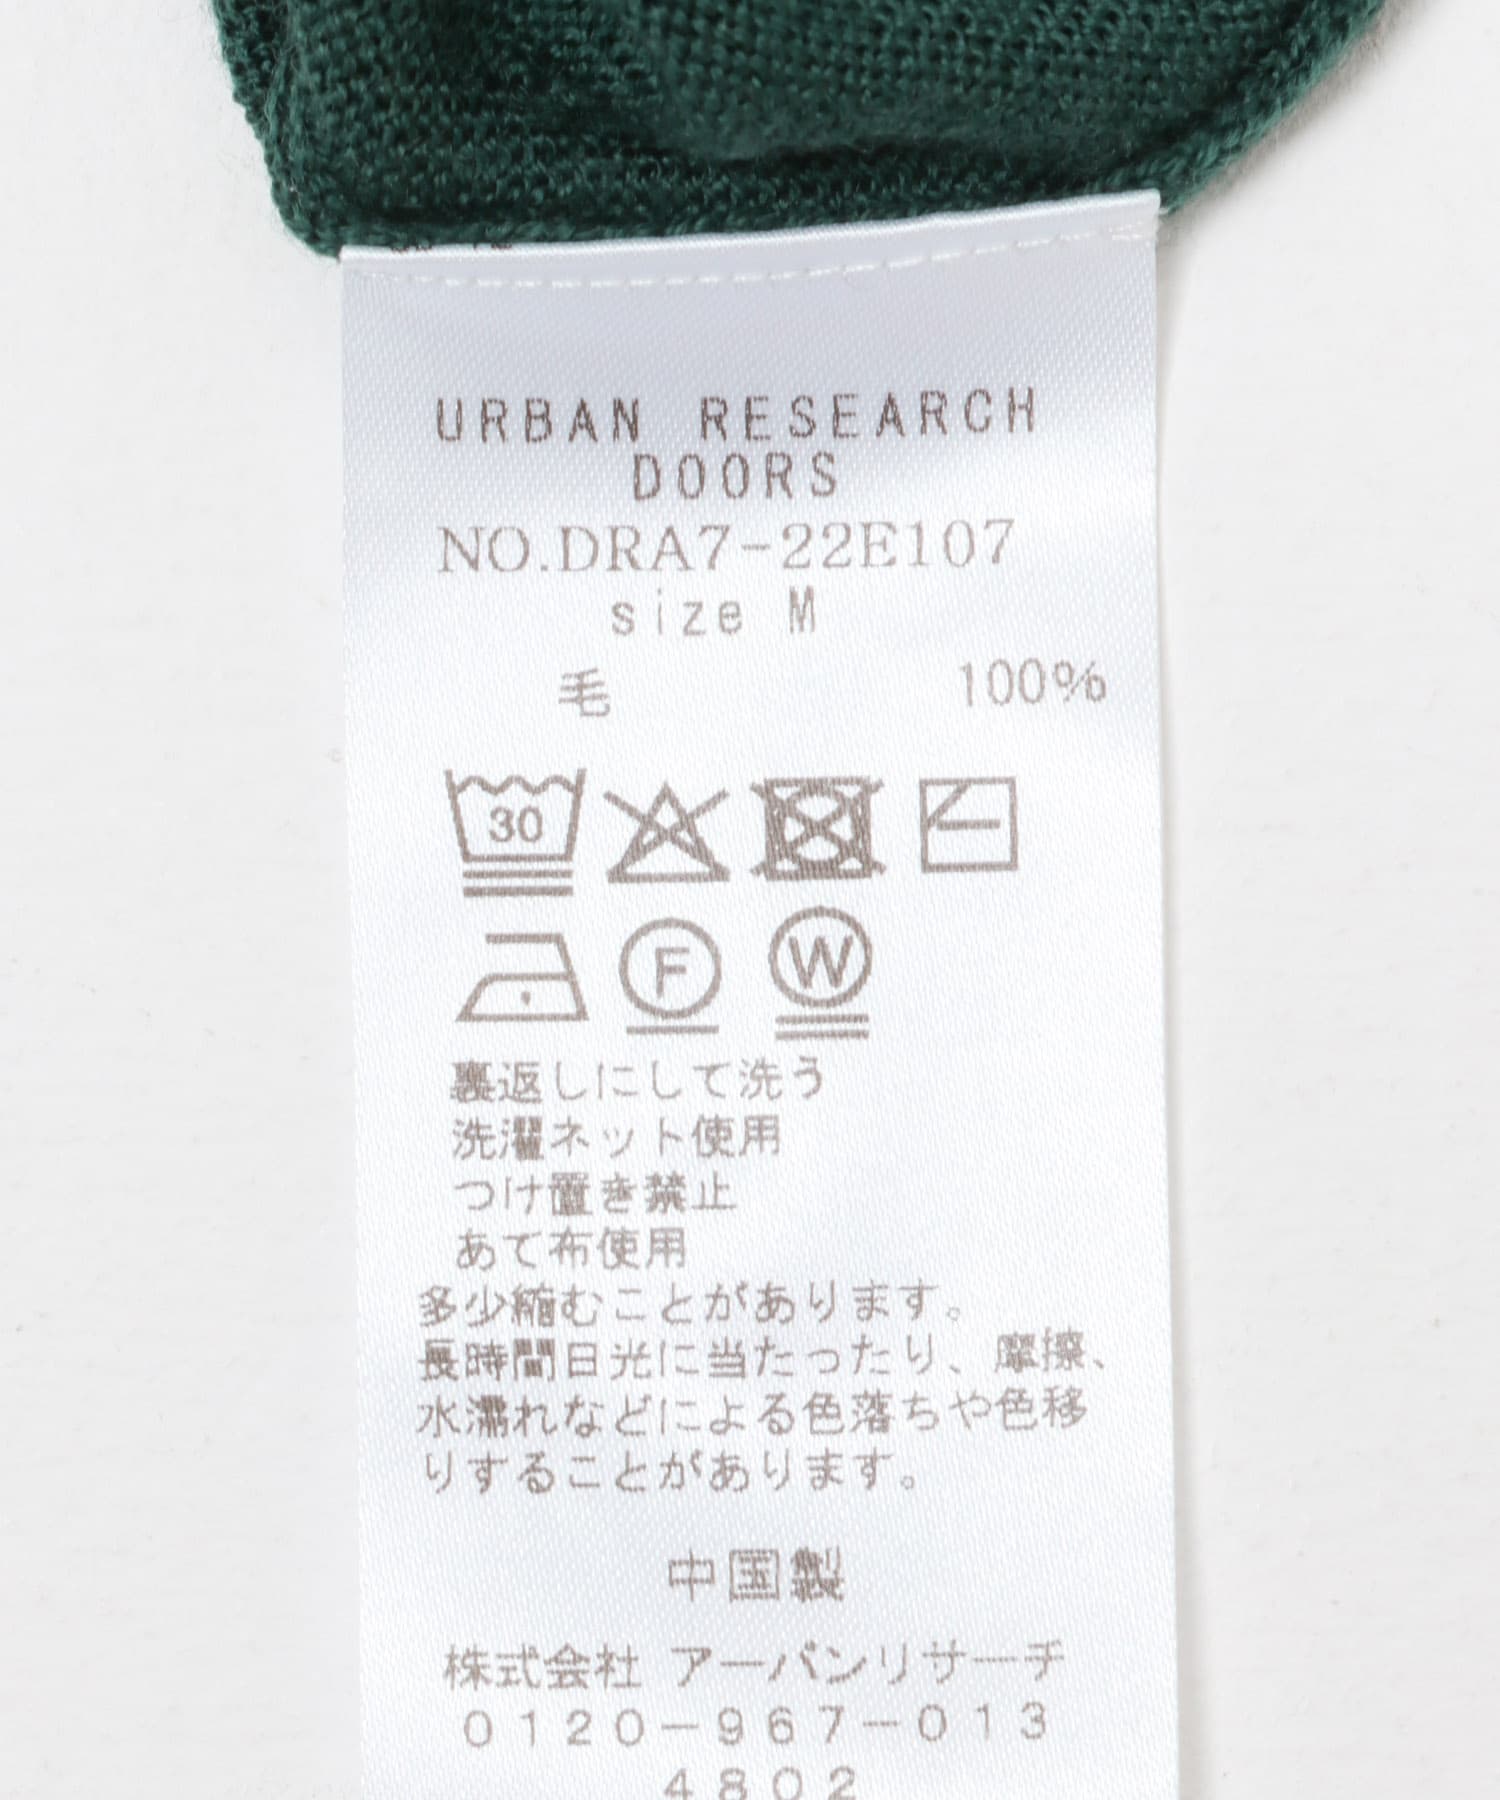 URBAN RESEARCH
DOORS
NO.DRA7-22E107
size M
毛 100%
30
F W
裏返しにして洗う
洗濯ネット使用
つけ置き禁止
あて布使用
多少縮むことがあります。
長時間日光に当たったり、摩擦、
水濡れなどによる色落ちや色移
りすることがあります。
中国製
株式会社 アーバンリサーチ
0120-967-013
4802